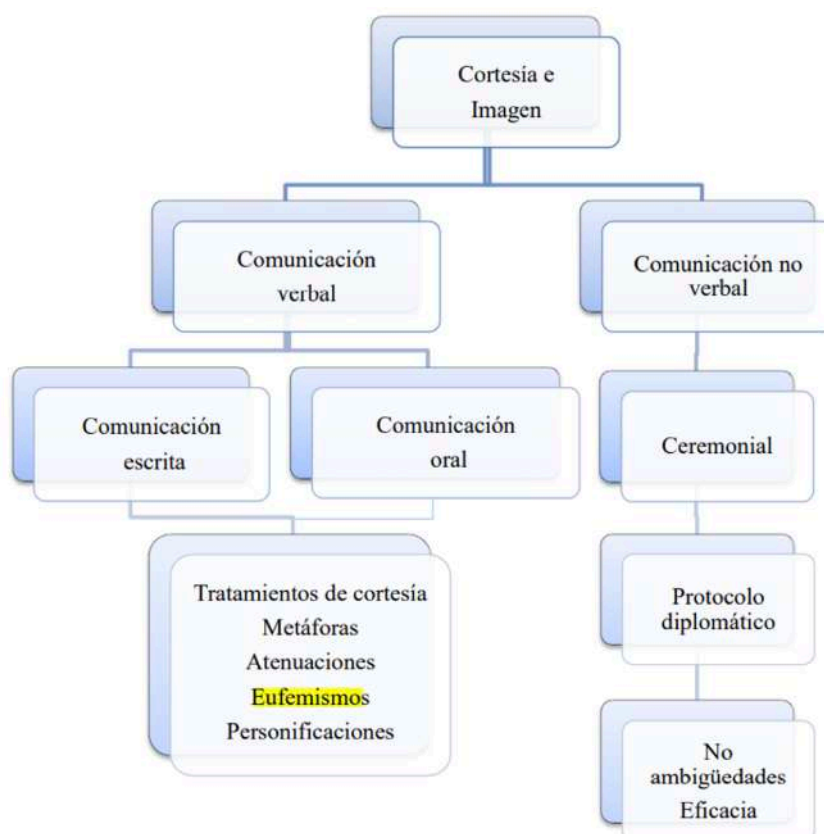 Cortesía e
Imagen
Comunicación
verbal
Comunicación no
verbal
Comunicación
escrita
Comunicación
oral
Ceremonial
Tratamientos de cortesía
Metáforas
Atenuaciones
Eufemismos
Personificaciones
Protocolo
diplomático
No
ambigüedades
Eficacia